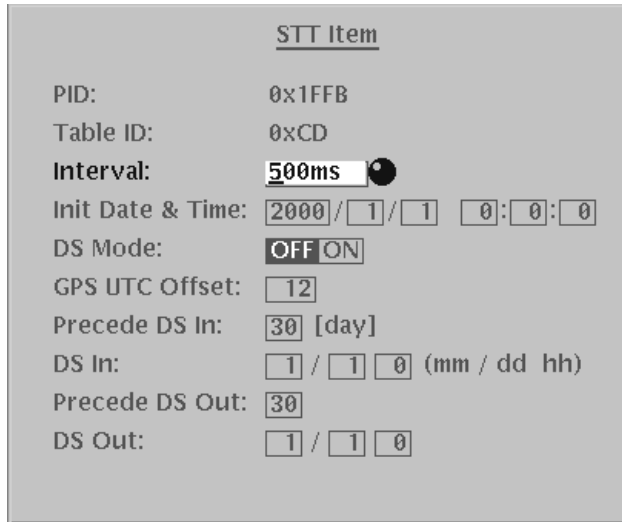 STT Item
PID: 0x1FFB
Table ID: 0xCD
Interval: 500ms
Init Date & Time: 2000/ 1/ 1 0: 0: 0
DS Mode: OFF ON
GPS UTC Offset: 12
Precede DS In: 30 [day]
DS In: 1 / 1 0 (mm / dd hh)
Precede DS Out: 30
DS Out: 1 / 1 0